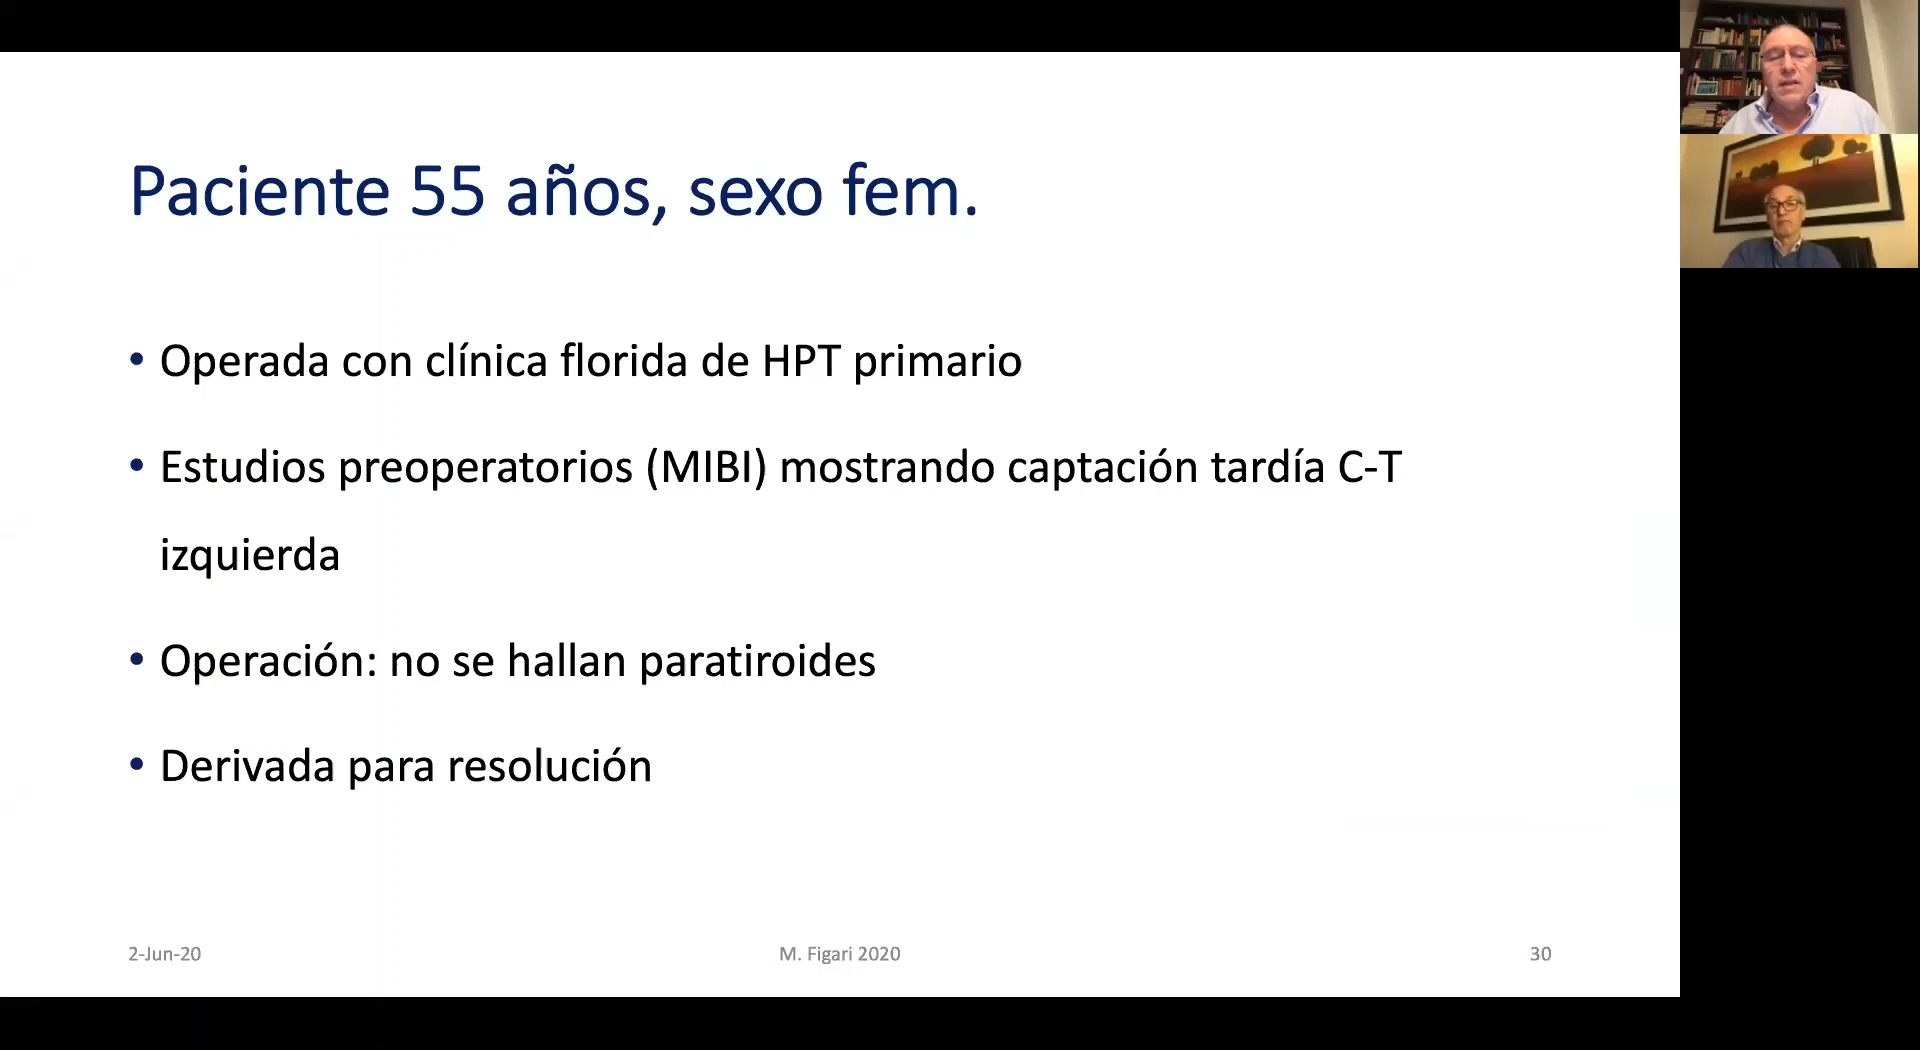 Paciente 55 años, sexo fem.
• Operada con clínica florida de HPT primario
• Estudios preoperatorios (MIBI) mostrando captación tardía C-T
izquierda
• Operación: no se hallan paratiroides
• Derivada para resolución
2-Jun-20
M. Figari 2020
30